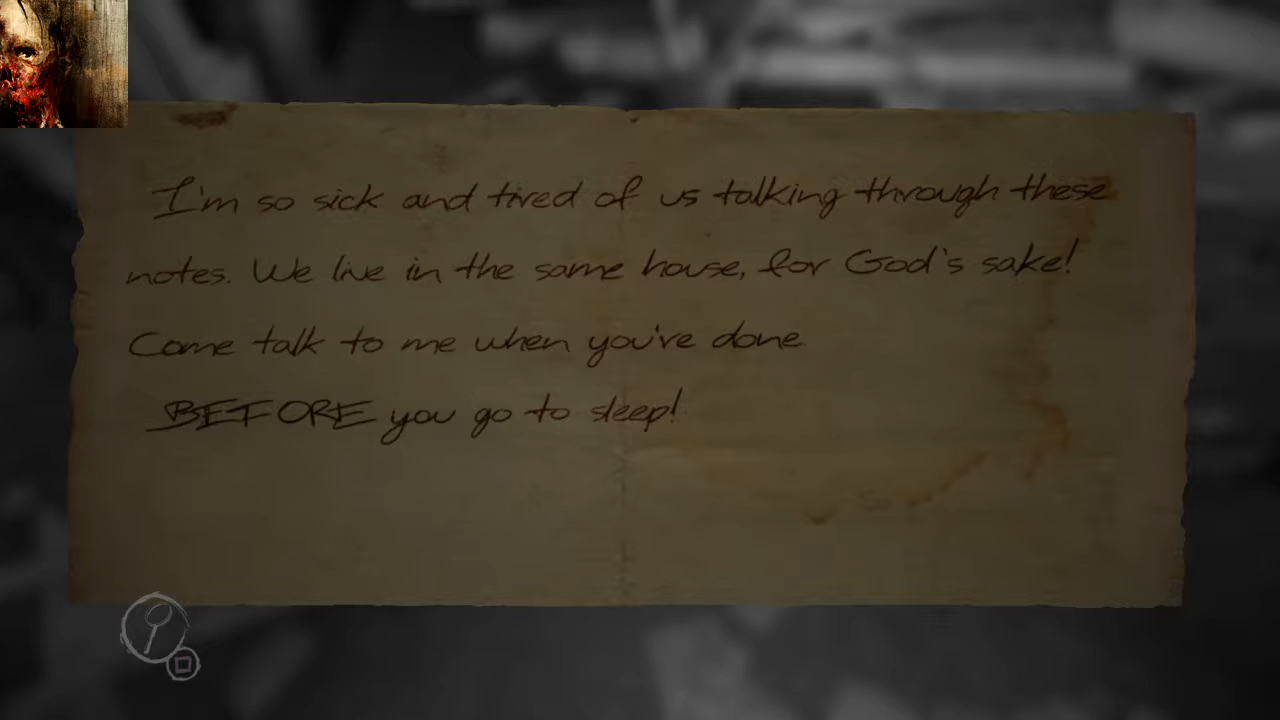 I'm so sick and tired of us talking through these
notes. We live in the same house, for God's sake!
Come talk to me when you're done
BEFORE you go to sleep!